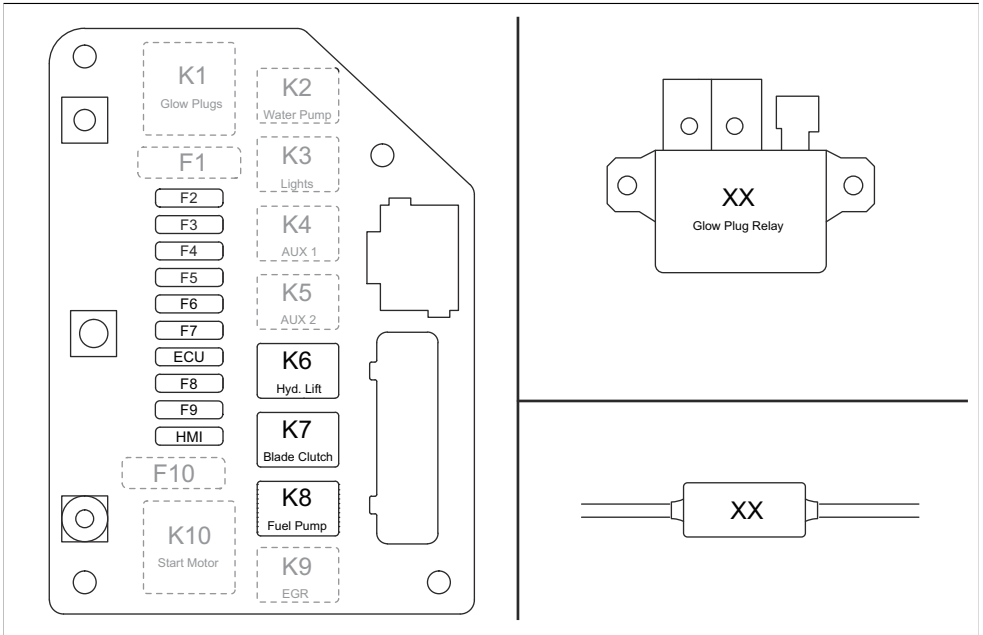 K1
Glow Plugs
F1
F2
F3
F4
F5
F6
F7
ECU
F8
F9
HMI
F10
K10
Start Motor
K2
Water Pump
K3
Lights
K4
AUX 1
K5
AUX 2
K6
Hyd. Lift
K7
Blade Clutch
K8
Fuel Pump
K9
EGR
XX
Glow Plug Relay
XX